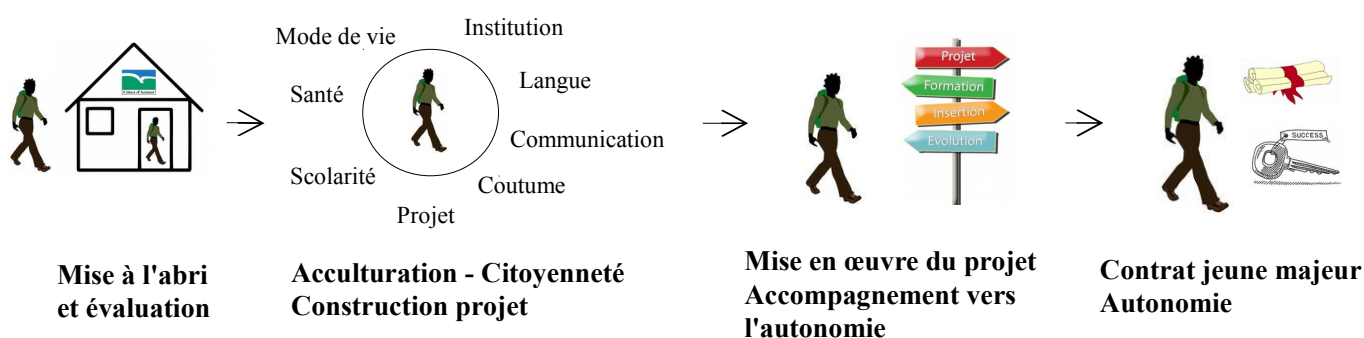 Mode de vie
Institution
Santé
Langue
Communication
Scolarité
Coutume
Projet
Projet
Formation
Insertion
Evolution
SUCCESS
Mise à l'abri
et évaluation
Acculturation - Citoyenneté
Construction projet
Mise en œuvre du projet
Accompagnement vers
l'autonomie
Contrat jeune majeur
Autonomie